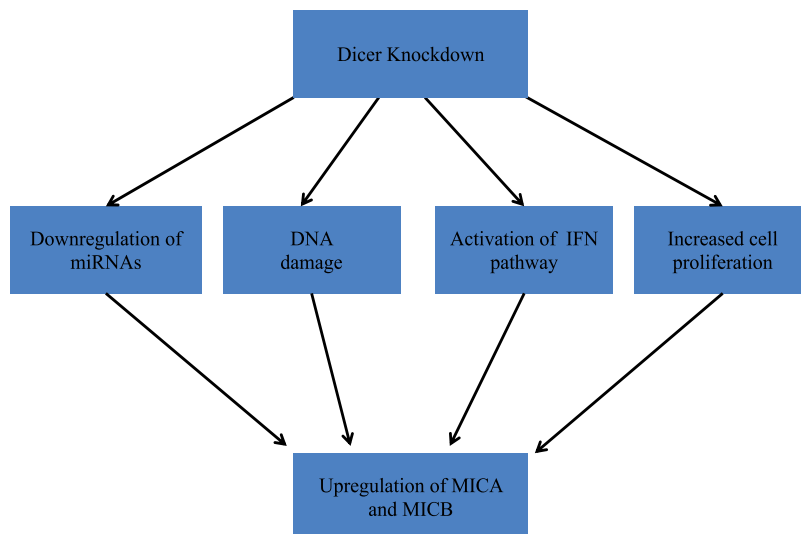 Dicer Knockdown
Downregulation of
miRNAs
DNA
damage
Activation of IFN
pathway
Increased cell
proliferation
Upregulation of MICA
and MICB